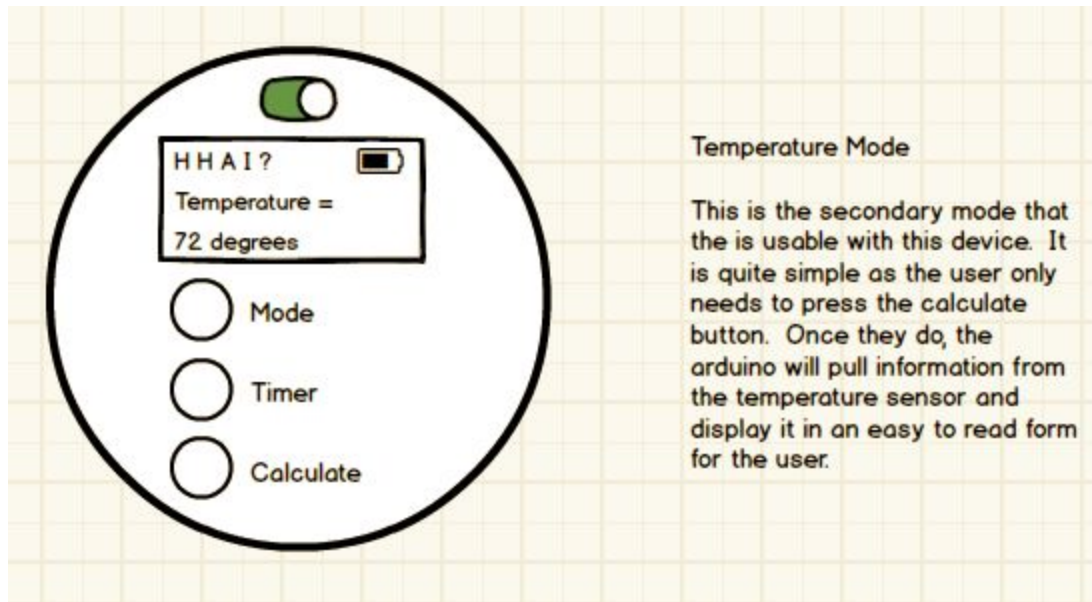 H H A I ?
Temperature =
72 degrees
Mode
Timer
Calculate
Temperature Mode
This is the secondary mode that
the is usable with this device. It
is quite simple as the user only
needs to press the calculate
button. Once they do, the
arduino will pull information from
the temperature sensor and
display it in an easy to read form
for the user.